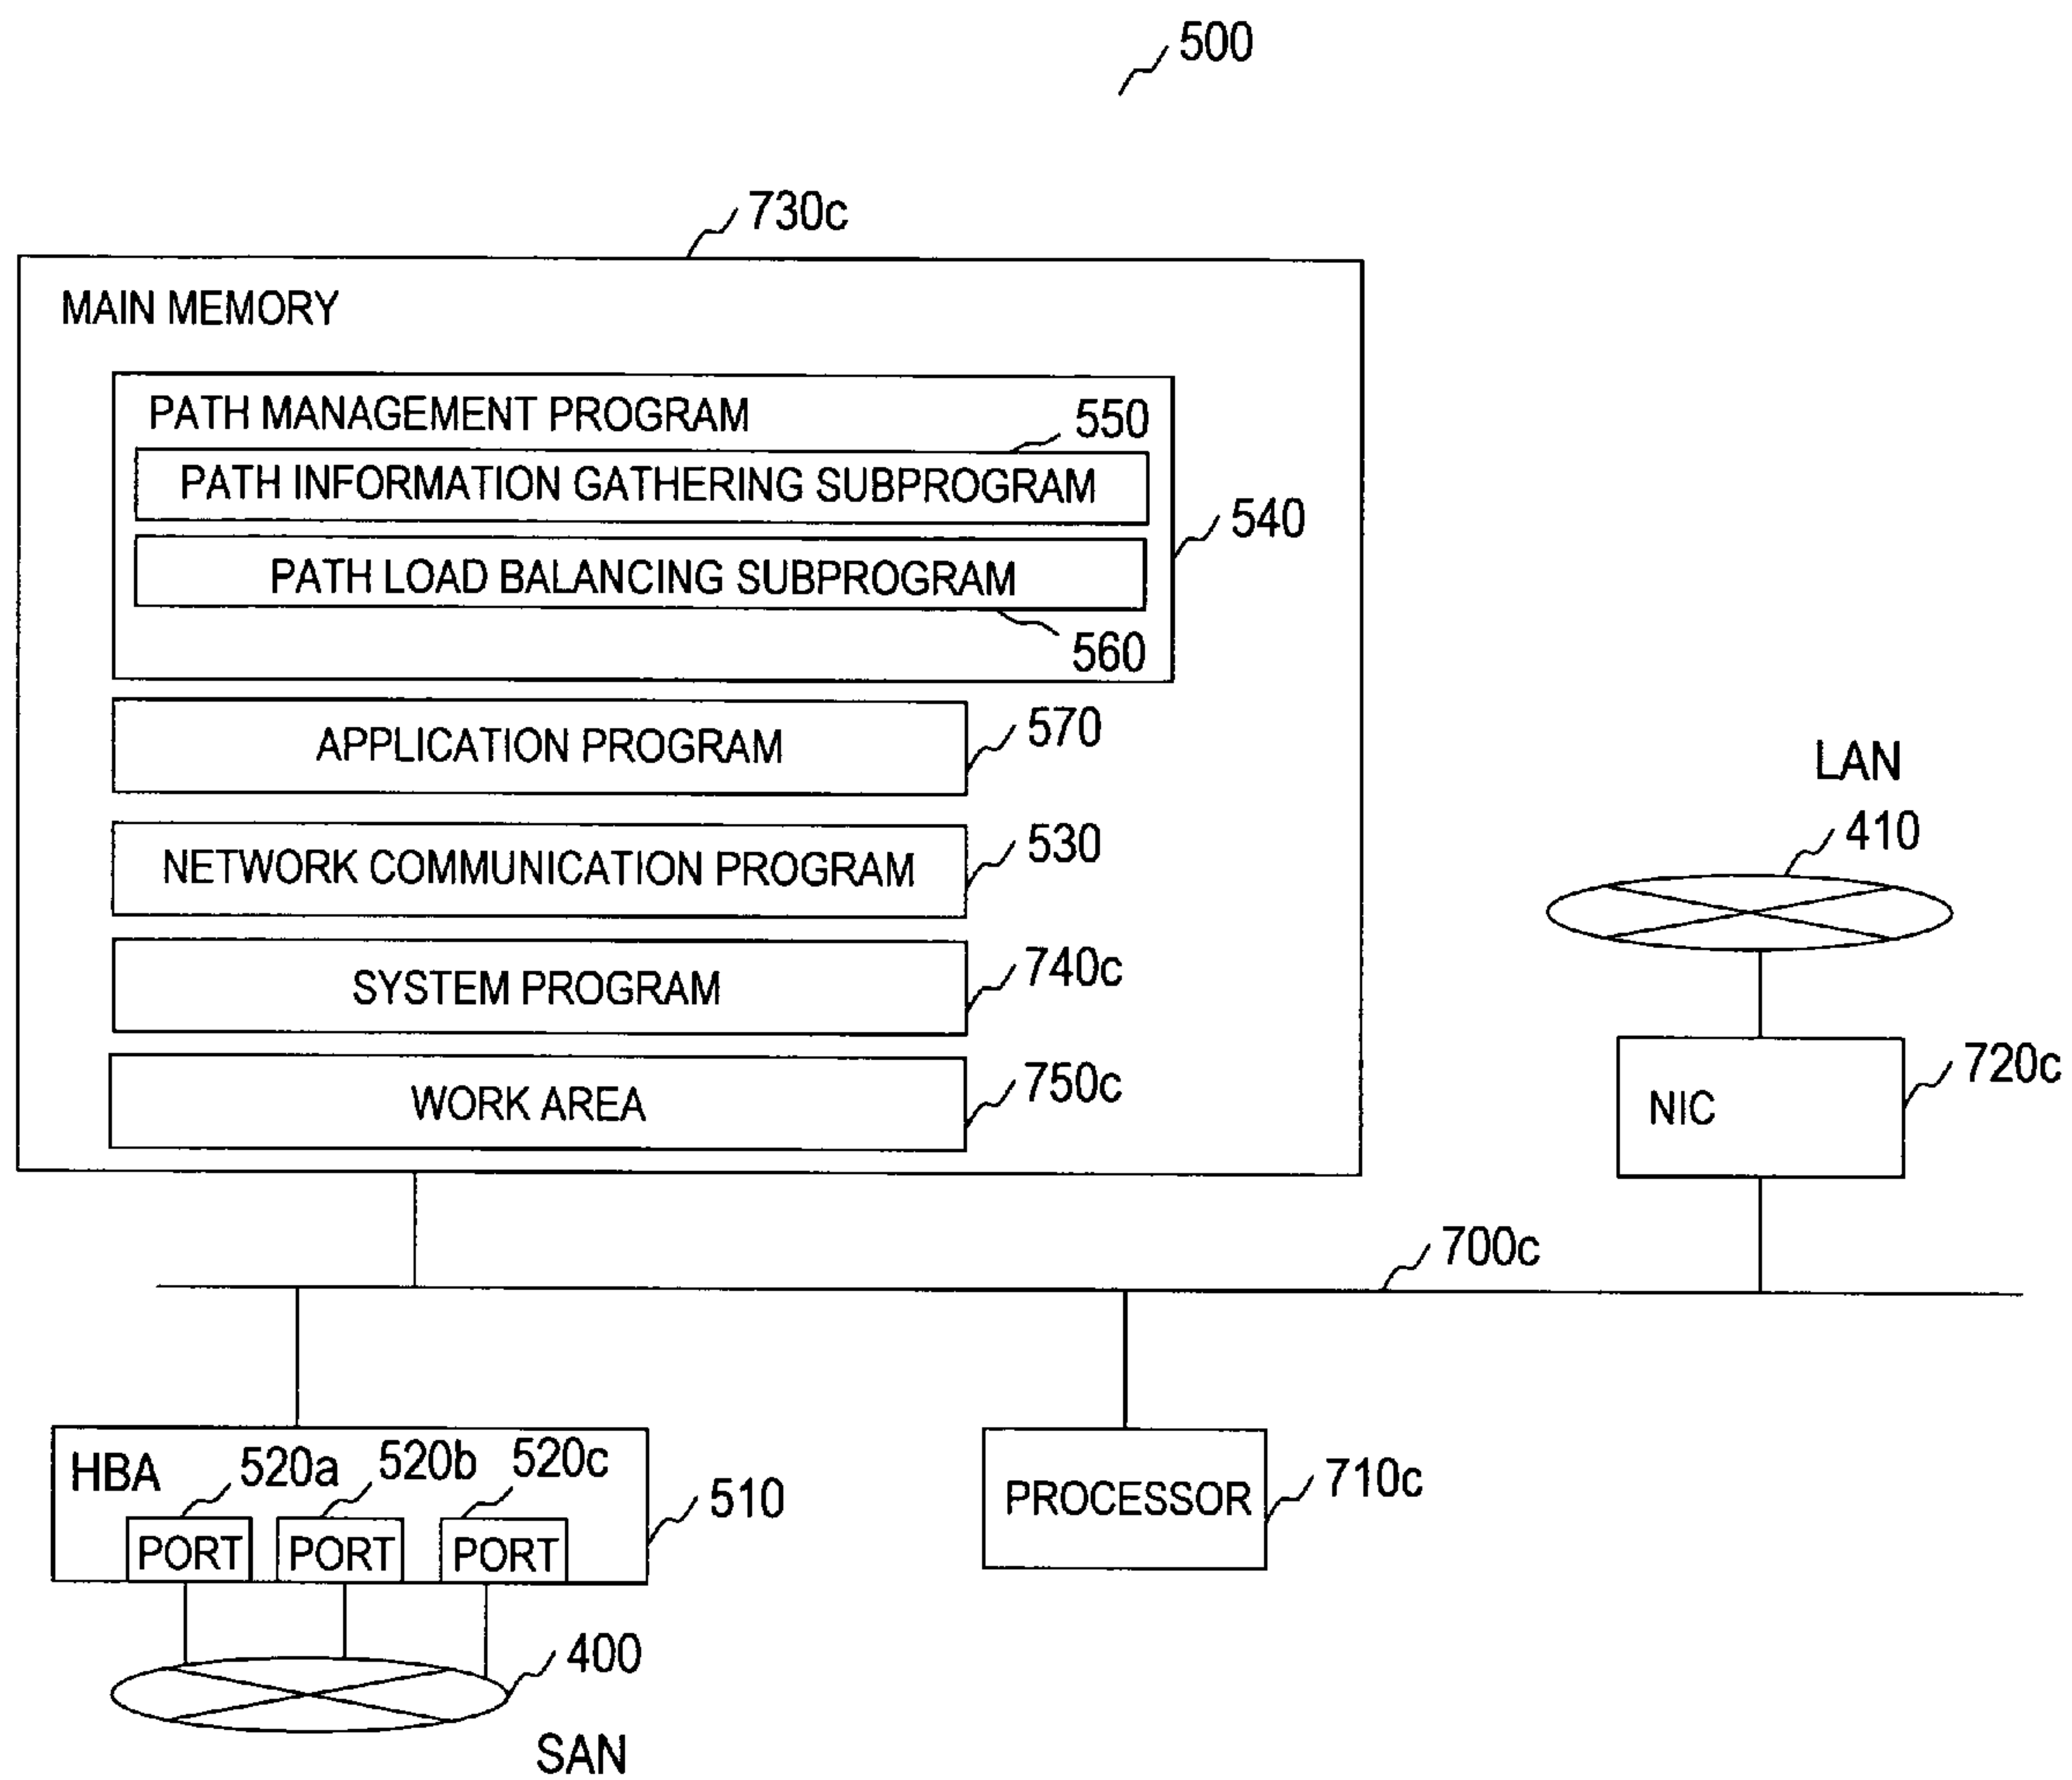 500
730c
MAIN MEMORY
PATH MANAGEMENT PROGRAM
550
PATH INFORMATION GATHERING SUBPROGRAM
540
PATH LOAD BALANCING SUBPROGRAM
560
APPLICATION PROGRAM
570
NETWORK COMMUNICATION PROGRAM
530
SYSTEM PROGRAM
740c
WORK AREA
750c
LAN
410
NIC
720c
700c
HBA
520a
520b
520c
510
PORT
PORT
PORT
PROCESSOR
710c
400
SAN